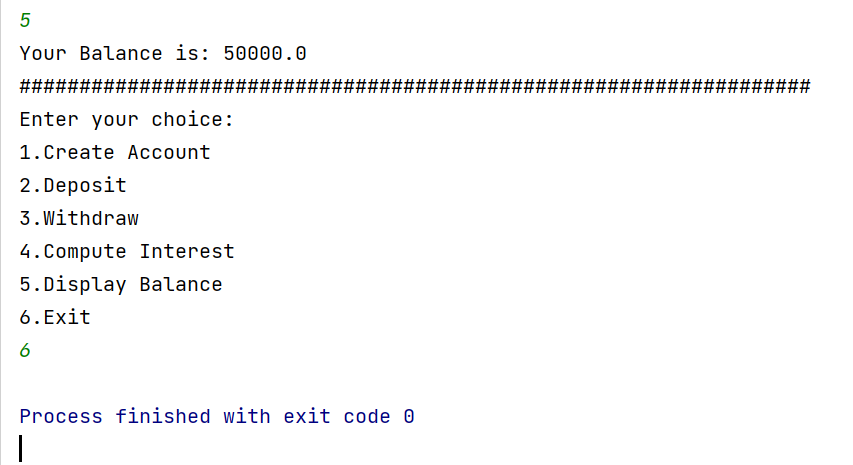 5
Your Balance is: 50000.0
##################################################################
Enter your choice:
1.Create Account
2.Deposit
3.Withdraw
4.Compute Interest
5.Display Balance
6.Exit
6
Process finished with exit code 0